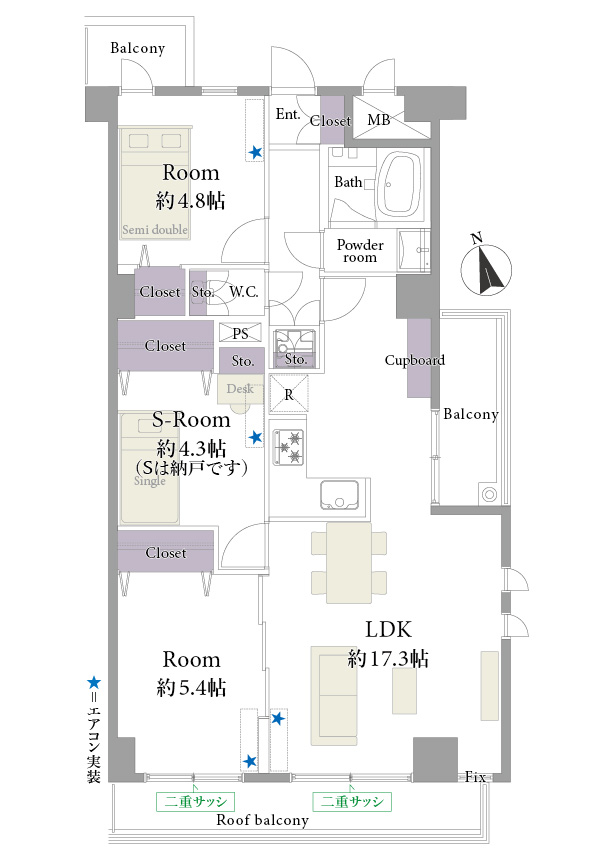 Balcony
Ent.
Closet
MB
Room
約4.8帖
Semi double
Bath
Powder
room
N
Closet
Sto.
W.C.
Closet
PS
Sto.
Sto.
Cupboard
Desk
R
S-Room
約4.3帖
（Sは納戸です）
Single
Balcony
Closet
LDK
約17.3帖
Room
約5.4帖
★＝エアコン実装
Fix
二重サッシ
二重サッシ
Roof balcony